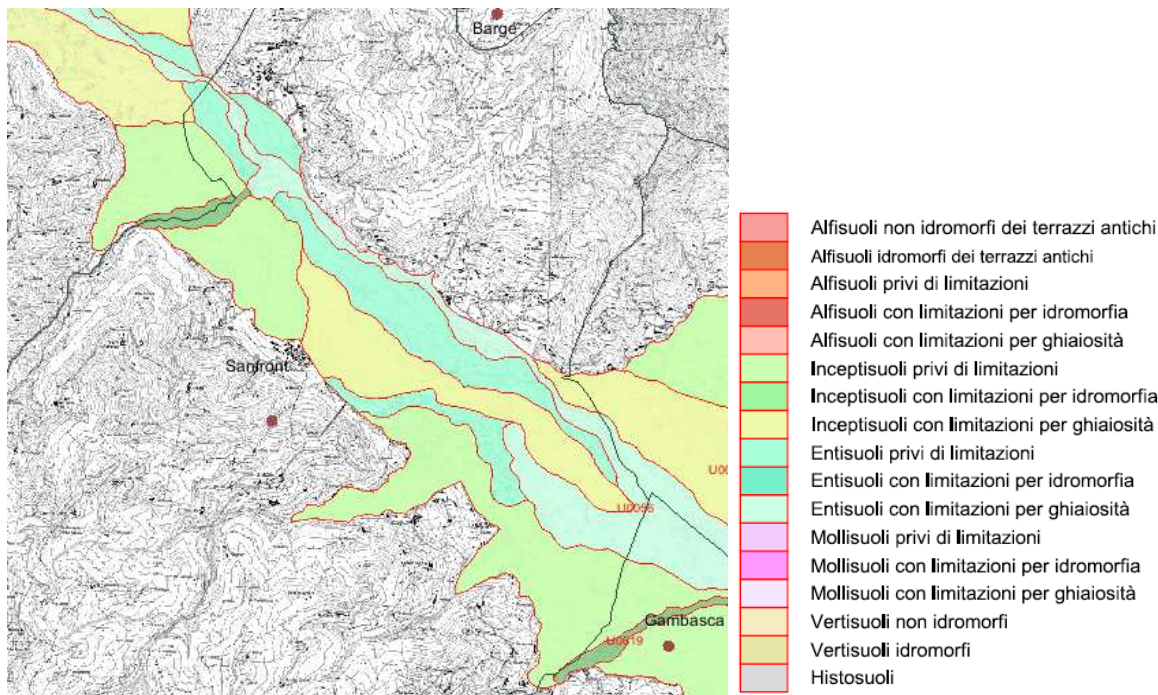 Barge
Sanfront
U00
U0056
Gambasca
U0619
Alfisuoli non idromorfi dei terrazzi antichi
Alfisuoli idromorfi dei terrazzi antichi
Alfisuoli privi di limitazioni
Alfisuoli con limitazioni per idromorfia
Alfisuoli con limitazioni per ghiaiosità
Inceptisuoli privi di limitazioni
Inceptisuoli con limitazioni per idromorfia
Inceptisuoli con limitazioni per ghiaiosità
Entisuoli privi di limitazioni
Entisuoli con limitazioni per idromorfia
Entisuoli con limitazioni per ghiaiosità
Mollisuoli privi di limitazioni
Mollisuoli con limitazioni per idromorfia
Mollisuoli con limitazioni per ghiaiosità
Vertisuoli non idromorfi
Vertisuoli idromorfi
Histosuoli